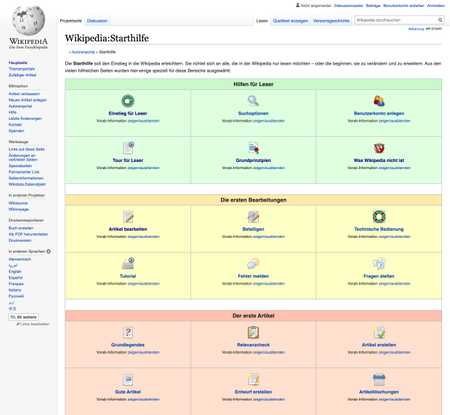 Nicht angemeldet Diskussionsseite Beiträge Benutzerkonto erstellen Anmelden
Projektseite Diskussion
Lesen Quelltext anzeigen Versionsgeschichte
Wikipedia durchsuchen
WIKIPEDIA
Die freie Enzyklopädie
Wikipedia:Starthilfe
Abkürzung: WP:START
< Autorenportal < Starthilfe
Die Starthilfe soll den Einstieg in die Wikipedia erleichtern. Sie richtet sich an alle, die in der Wikipedia nur lesen möchten – oder die beginnen, sie zu verändern und zu erweitern. Aus den
vielen hilfreichen Seiten wurden hier einige speziell für diese Bereiche ausgewählt.
Hauptseite
Themenportale
Zufälliger Artikel
Mitmachen
Artikel verbessern
Neuen Artikel anlegen
Autorenportal
Hilfe
Letzte Änderungen
Kontakt
Spenden
Werkzeuge
Links auf diese Seite
Änderungen an
verlinkten Seiten
Spezialseiten
Permanenter Link
Seiteninformationen
Wikidata-Datenobjekt
In anderen Projekten
Drucken/exportieren
Buch erstellen
Als PDF herunterladen
Druckversion
In anderen Sprachen
Alemannisch
العربية
English
Español
Français
Italiano
Русский
中文
Links bearbeiten
Hilfen für Leser
Einstieg für Leser
Vorab-Information (zeigen/ausblenden)
Suchoptionen
Vorab-Information (zeigen/ausblenden)
Benutzerkonto anlegen
Vorab-Information (zeigen/ausblenden)
Tour für Leser
Vorab-Information (zeigen/ausblenden)
Grundprinzipien
Vorab-Information (zeigen/ausblenden)
Was Wikipedia nicht ist
Vorab-Information (zeigen/ausblenden)
Die ersten Bearbeitungen
Artikel bearbeiten
Vorab-Information (zeigen/ausblenden)
Beteiligen
Vorab-Information (zeigen/ausblenden)
Technische Bedienung
Vorab-Information (zeigen/ausblenden)
Tutorial
Vorab-Information (zeigen/ausblenden)
Fehler melden
Vorab-Information (zeigen/ausblenden)
Fragen stellen
Vorab-Information (zeigen/ausblenden)
Der erste Artikel
Grundlegendes
Vorab-Information (zeigen/ausblenden)
Relevanzcheck
Vorab-Information (zeigen/ausblenden)
Artikel erstellen
Vorab-Information (zeigen/ausblenden)
Gute Artikel
Vorab-Information (zeigen/ausblenden)
Entwurf erstellen
Vorab-Information (zeigen/ausblenden)
Artikellöschungen
Vorab-Information (zeigen/ausblenden)